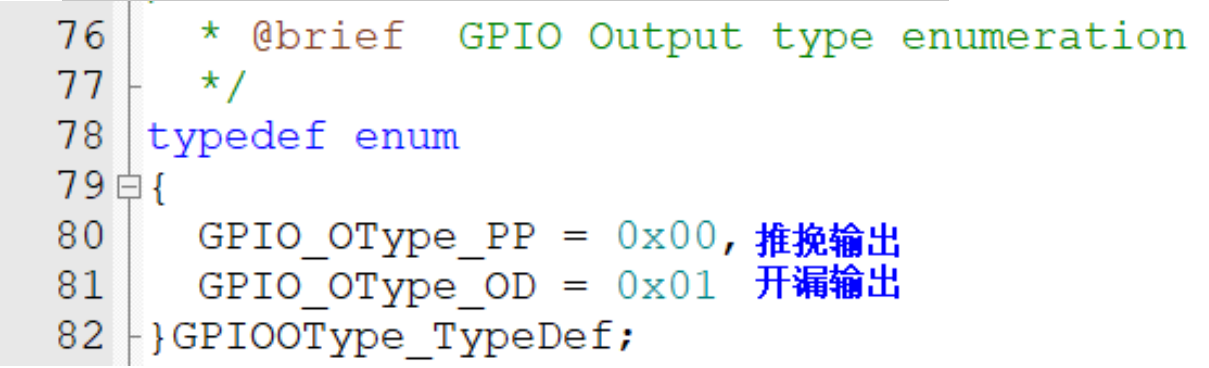 76 * @brief  GPIO Output type enumeration
77 */
78 typedef enum
79 {
80 GPIO_OType_PP = 0x00, 推挽输出
81 GPIO_OType_OD = 0x01 开漏输出
82 }GPIOOType_TypeDef;